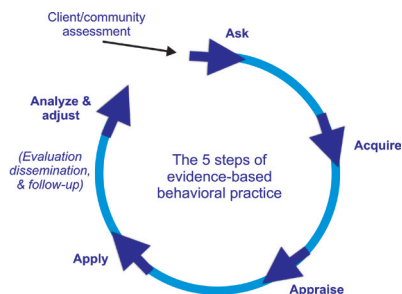 Client/community
assessment
Ask
Analyze &
adjust
(Evaluation
dissemination,
& follow-up)
The 5 steps of
evidence-based
behavioral practice
Acquire
Apply
Appraise